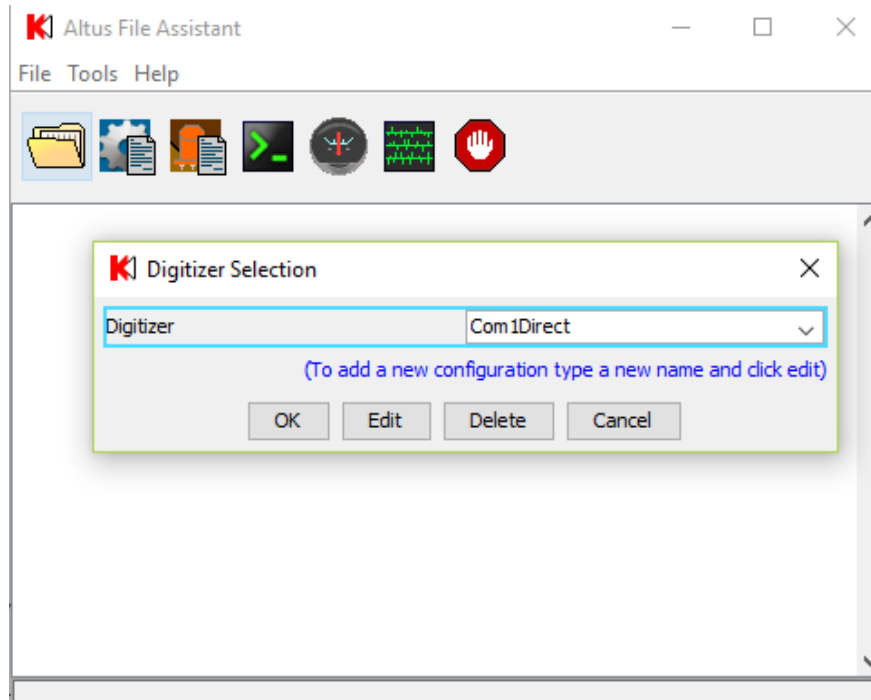 Altus File Assistant
File Tools Help
Digitizer Selection
Digitizer Com1Direct
(To add a new configuration type a new name and click edit)
OK Edit Delete Cancel